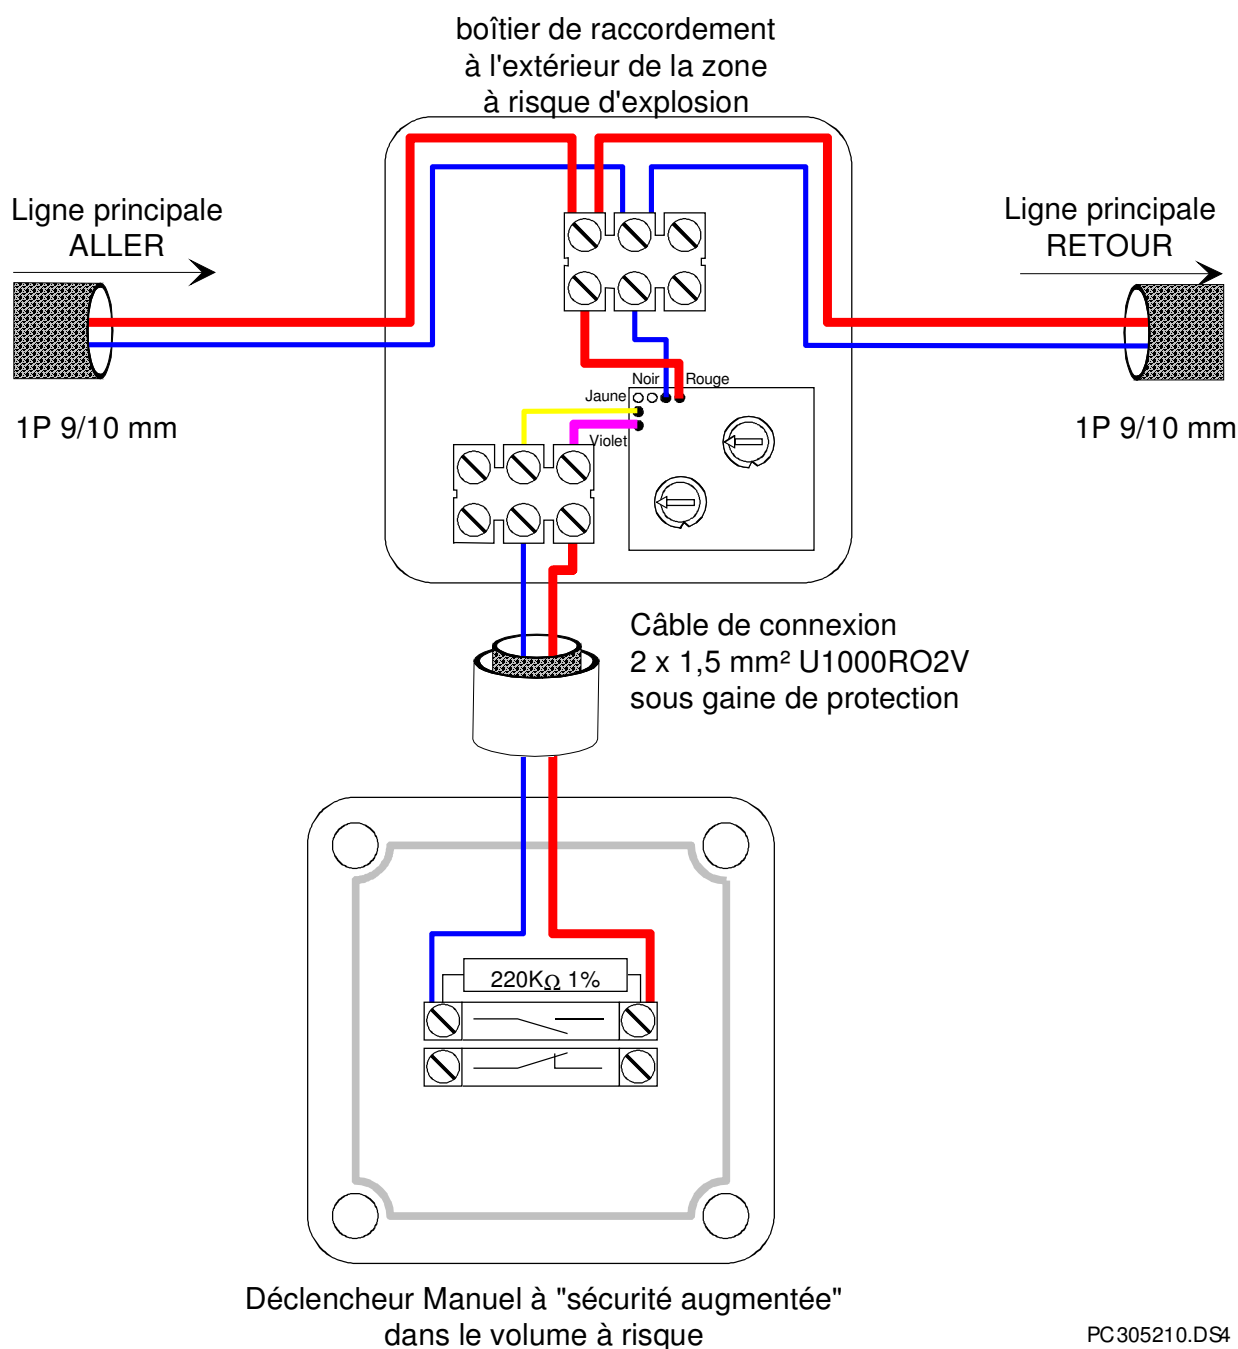 boîtier de raccordement
à l'extérieur de la zone
à risque d'explosion
Ligne principale
ALLER
Ligne principale
RETOUR
Noir
Rouge
Jaune
Violet
1P 9/10 mm
1P 9/10 mm
Câble de connexion
2 x 1,5 mm² U1000RO2V
sous gaine de protection
220KΩ 1%
Déclencheur Manuel à "sécurité augmentée"
dans le volume à risque
PC305210.DS4